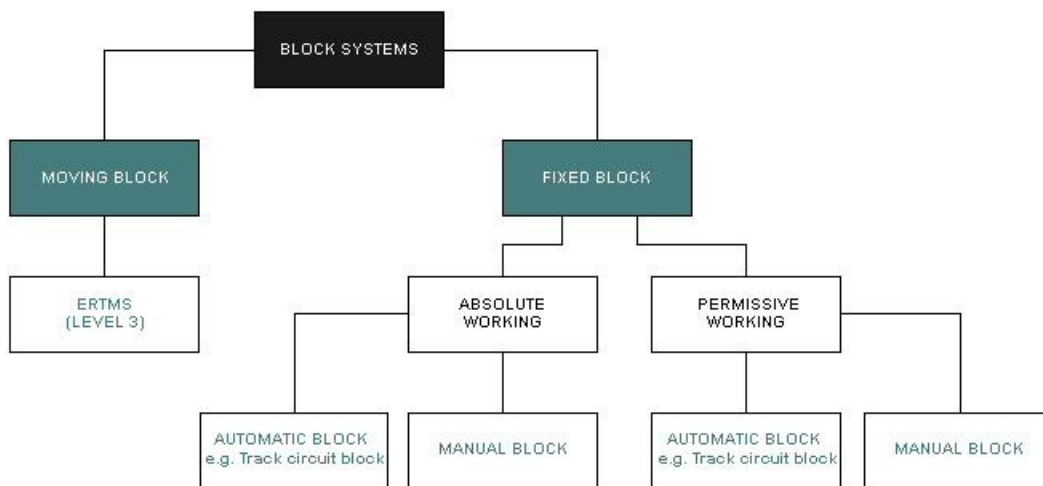 BLOCK SYSTEMS
MOVING BLOCK
FIXED BLOCK
ERTMS
(LEVEL 3)
ABSOLUTE
WORKING
PERMISSIVE
WORKING
AUTOMATIC BLOCK
e.g. Track circuit block
MANUAL BLOCK
AUTOMATIC BLOCK
e.g. Track circuit block
MANUAL BLOCK